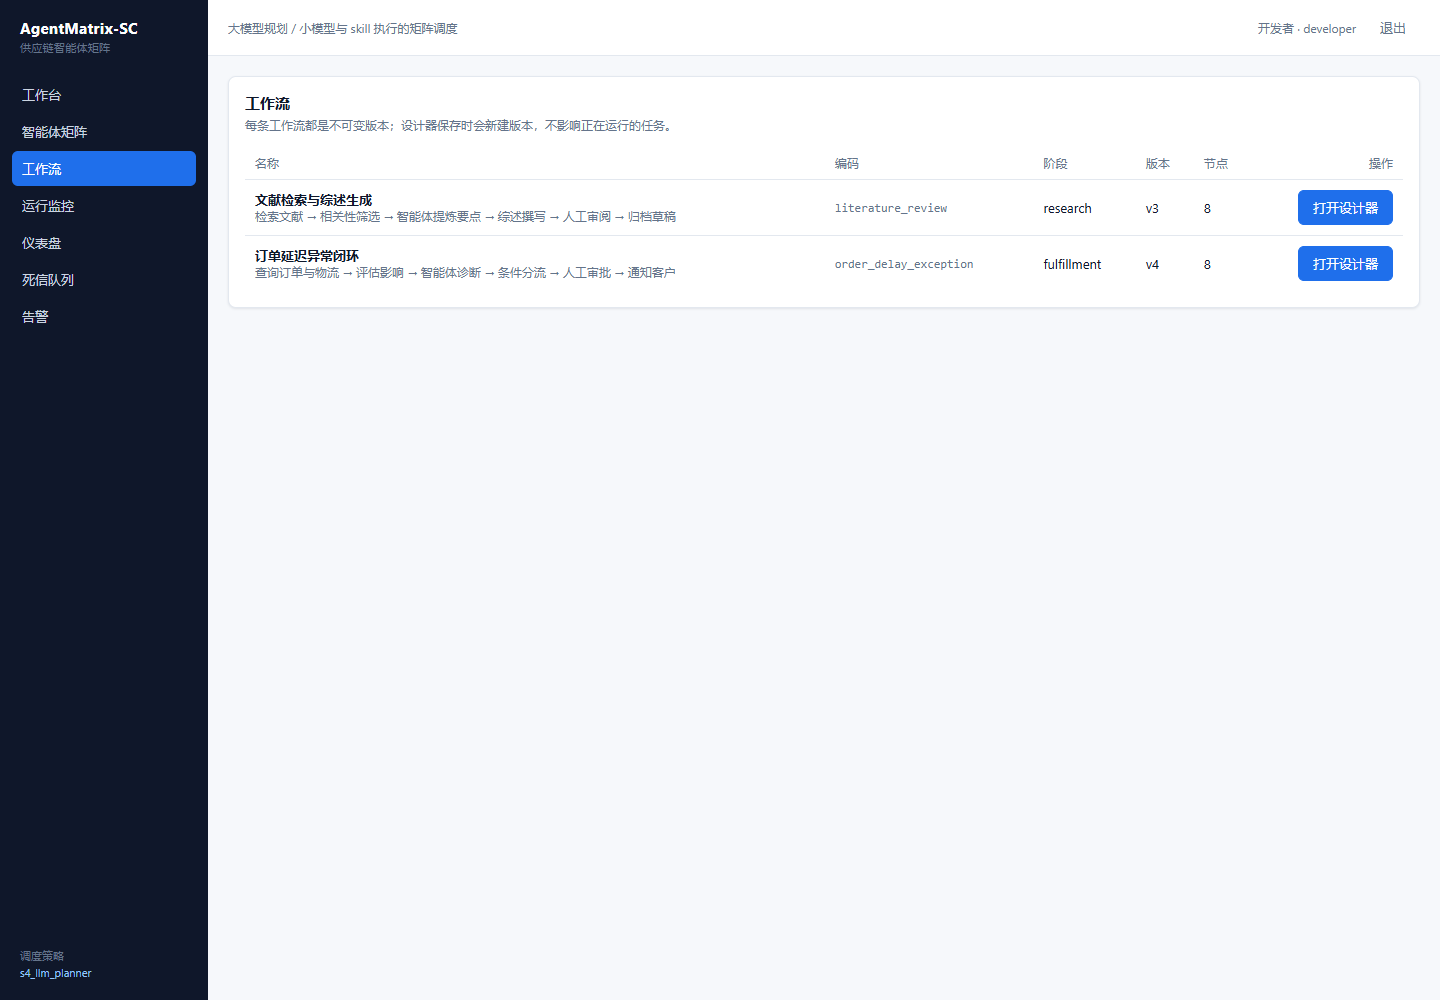 AgentMatrix-SC
供应链智能体矩阵
工作台
智能体矩阵
工作流
运行监控
仪表盘
死信队列
告警
调度策略
s4_llm_planner
大模型规划 / 小模型与 skill 执行的矩阵调度
开发者 · developer 退出
工作流
每条工作流都是不可变版本；设计器保存时会新建版本，不影响正在运行的任务。
名称 编码 阶段 版本 节点 操作
文献检索与综述生成
检索文献 → 相关性筛选 → 智能体提炼要点 → 综述撰写 → 人工审阅 → 归档草稿
literature_review research v3 8 打开设计器
订单延迟异常闭环
查询订单与物流 → 评估影响 → 智能体诊断 → 条件分流 → 人工审批 → 通知客户
order_delay_exception fulfillment v4 8 打开设计器